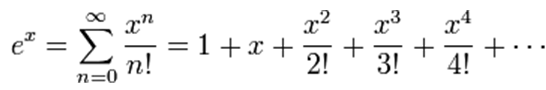 e^x = \sum_{n=0}^{\infty} \frac{x^n}{n!} = 1 + x + \frac{x^2}{2!} + \frac{x^3}{3!} + \frac{x^4}{4!} + \cdots